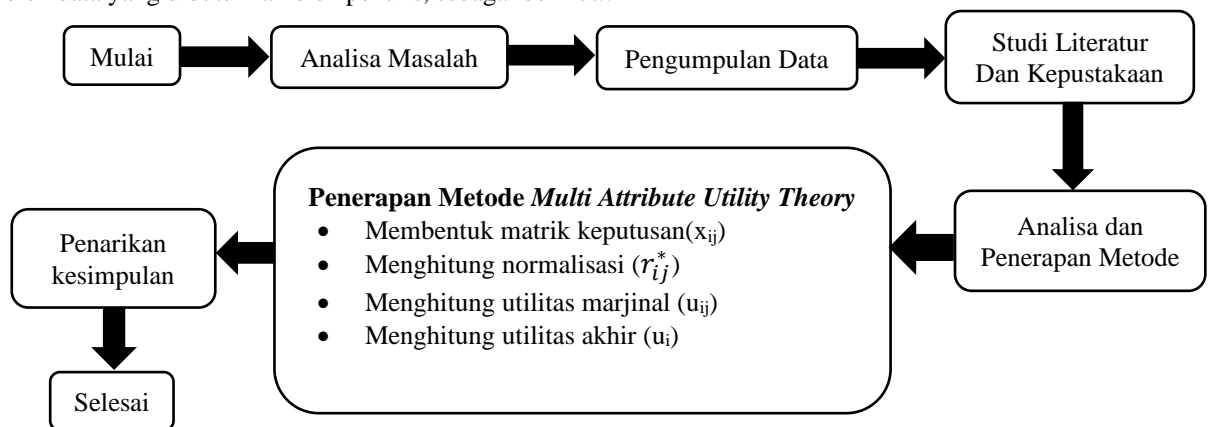 Mulai
Analisa Masalah
Pengumpulan Data
Studi Literatur
Dan Kepustakaan
Analisa dan
Penerapan Metode
Penerapan Metode Multi Attribute Utility Theory
• Membentuk matrik keputusan(xij)
• Menghitung normalisasi (r*ij)
• Menghitung utilitas marjinal (uij)
• Menghitung utilitas akhir (ui)
Penarikan
kesimpulan
Selesai